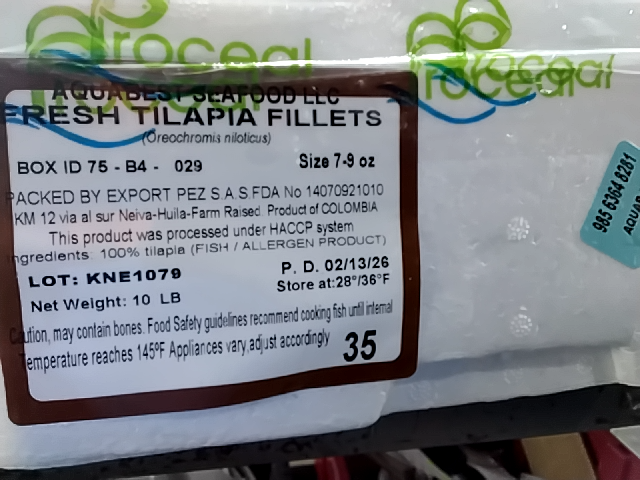 Proceal
Proceal
AQUABEST SEAFOOD LLC
FRESH TILAPIA FILLETS
(Oreochromis niloticus)
BOX ID 75 - B4 - 029
Size 7-9 oz
PACKED BY EXPORT PEZ S.A.S.FDA No 14070921010
KM 12 via al sur Neiva-Huila-Farm Raised. Product of COLOMBIA
This product was processed under HACCP system
Ingredients: 100% tilapia (FISH / ALLERGEN PRODUCT)
LOT: KNE1079
P. D. 02/13/26
Net Weight: 10 LB
Store at:28°/36°F
Caution, may contain bones. Food Safety guidelines recommend cooking fish until internal
Temperature reaches 145ºF Appliances vary,adjust accordingly
35
985 6364 8281
AQUAB